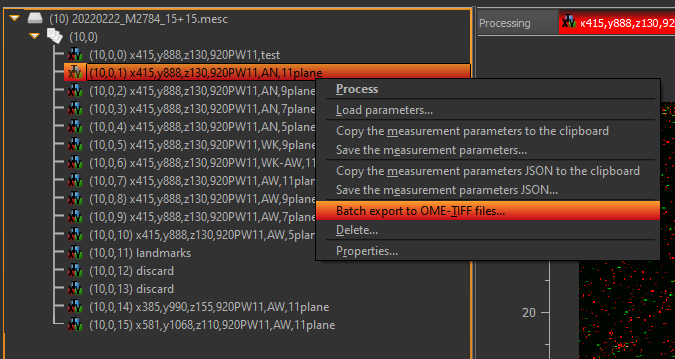 (10) 20220222_M2784_15+15.mesc
(10,0)
(10,0,0) x415,y888,z130,920PW11,test
(10,0,1) x415,y888,z130,920PW11,AN,11plane
(10,0,2) x415,y888,z130,920PW11,AN,9plane
(10,0,3) x415,y888,z130,920PW11,AN,7plane
(10,0,4) x415,y888,z130,920PW11,AN,5plane
(10,0,5) x415,y888,z130,920PW11,WK,9plane
(10,0,6) x415,y888,z130,920PW11,WK-AW,11
(10,0,7) x415,y888,z130,920PW11,AW,11plane
(10,0,8) x415,y888,z130,920PW11,AW,9plane
(10,0,9) x415,y888,z130,920PW11,AW,7plane
(10,0,10) x415,y888,z130,920PW11,AW,5plane
(10,0,11) landmarks
(10,0,12) discard
(10,0,13) discard
(10,0,14) x385,y990,z155,920PW11,AW,11plane
(10,0,15) x581,y1068,z110,920PW11,AW,11plane
Process
Load parameters...
Copy the measurement parameters to the clipboard
Save the measurement parameters...
Copy the measurement parameters JSON to the clipboard
Save the measurement parameters JSON...
Batch export to OME-TIFF files...
Delete...
Properties...
Processing
x415,y888,z130,920
20